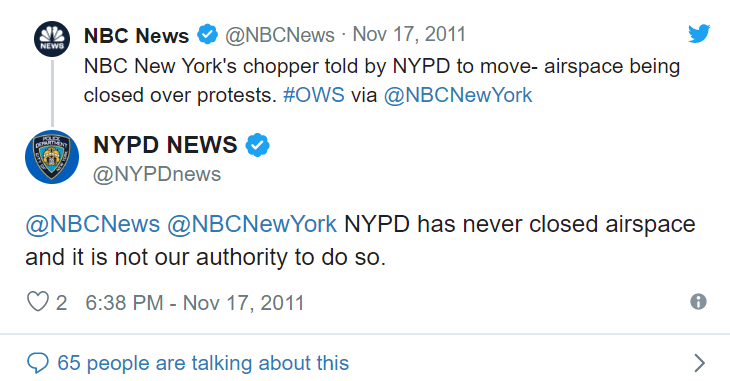 NBC News @NBCNews · Nov 17, 2011
NBC New York's chopper told by NYPD to move- airspace being
closed over protests. #OWS via @NBCNewYork
NYPD NEWS
@NYPDnews
@NBCNews @NBCNewYork NYPD has never closed airspace
and it is not our authority to do so.
2 6:38 PM - Nov 17, 2011
65 people are talking about this